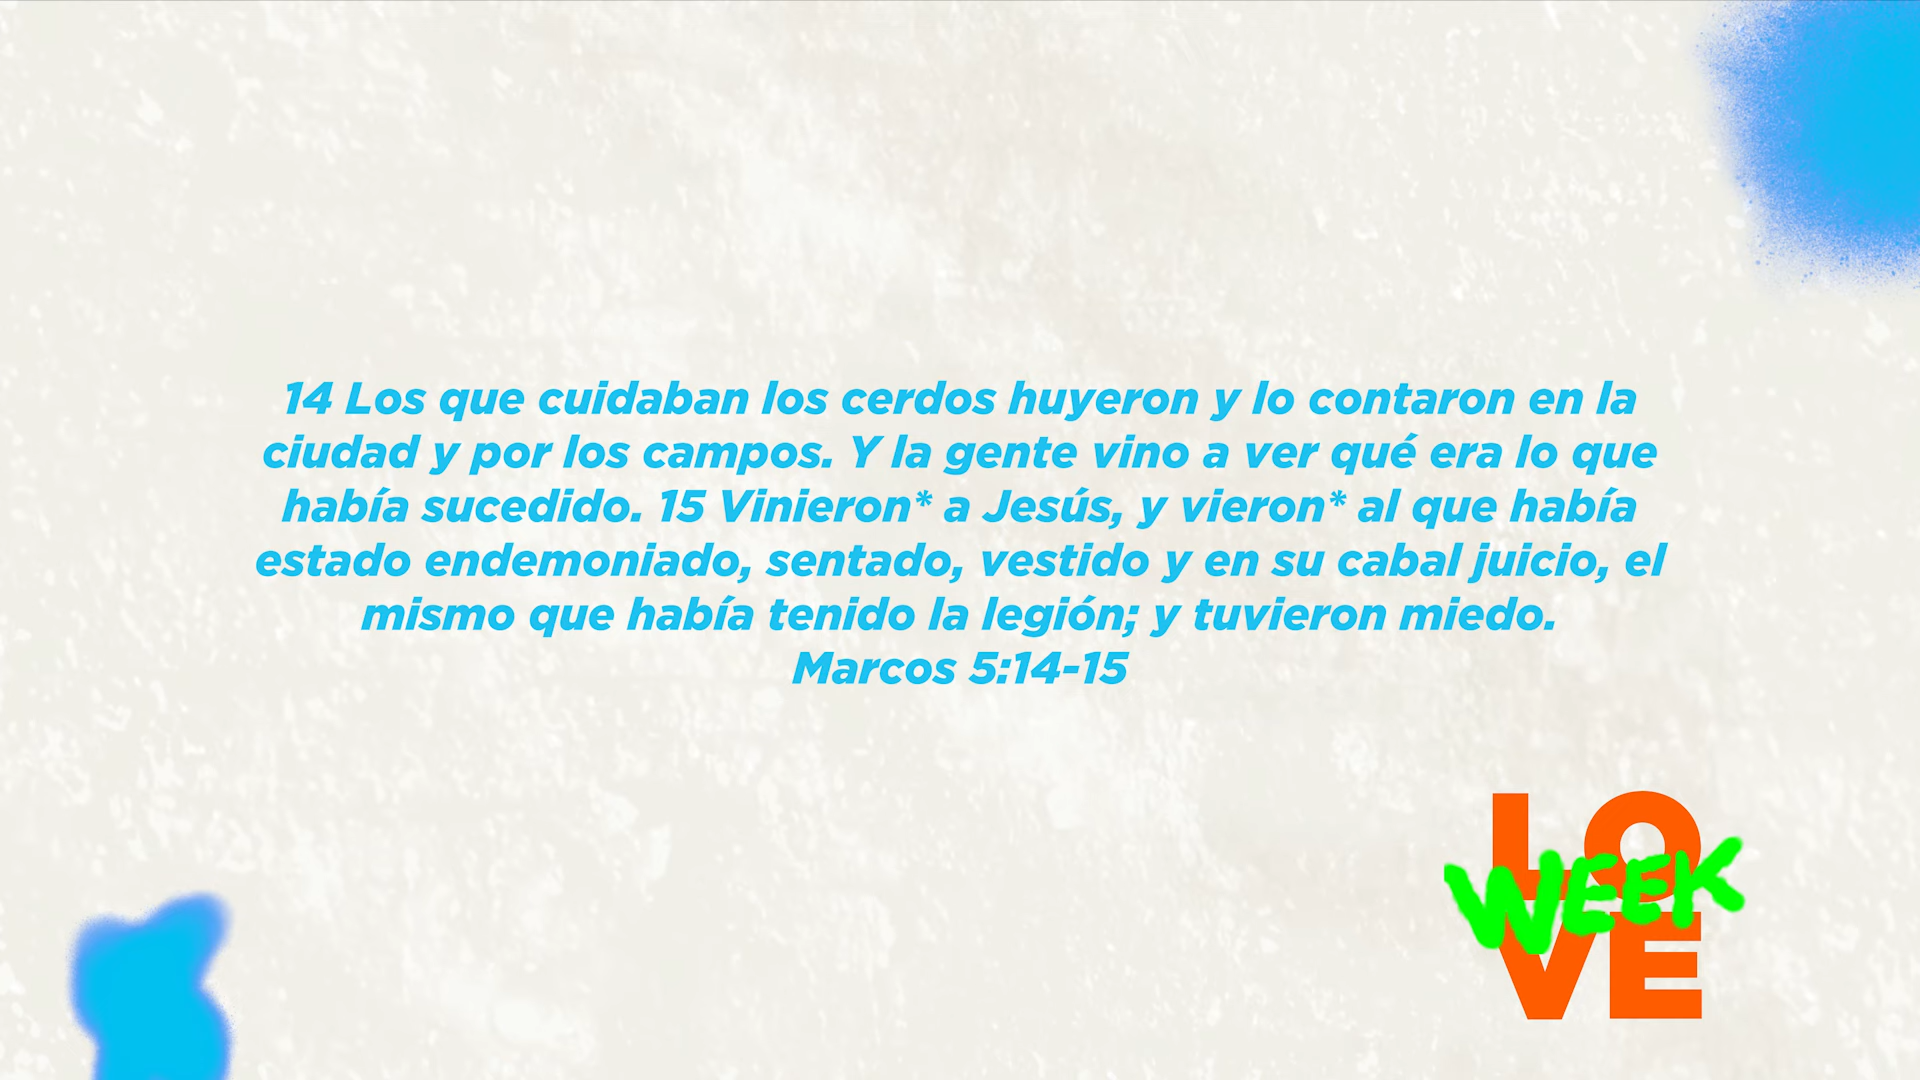 14 Los que cuidaban los cerdos huyeron y lo contaron en la
ciudad y por los campos. Y la gente vino a ver qué era lo que
había sucedido. 15 Vinieron* a Jesús, y vieron* al que había
estado endemoniado, sentado, vestido y en su cabal juicio, el
mismo que había tenido la legión; y tuvieron miedo.
Marcos 5:14-15
LO
WEEK
VE